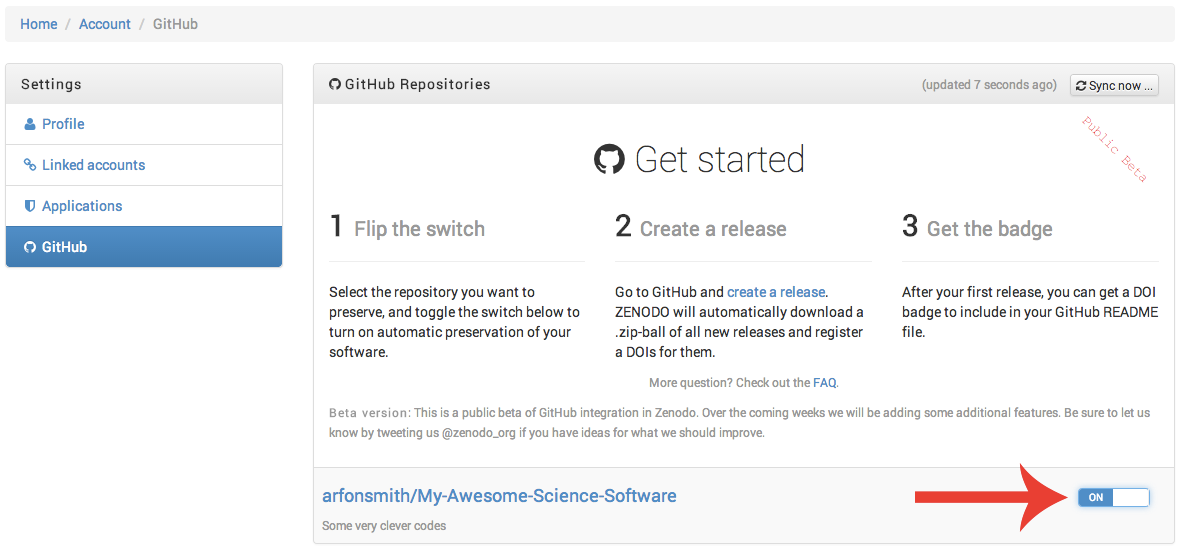 Home / Account / GitHub
Settings
Profile
Linked accounts
Applications
GitHub
GitHub Repositories
(updated 7 seconds ago)
Sync now ...
Public Beta
Get started
1 Flip the switch
Select the repository you want to
preserve, and toggle the switch below to
turn on automatic preservation of your
software.
2 Create a release
Go to GitHub and create a release.
ZENODO will automatically download a
.zip-ball of all new releases and register
a DOIs for them.
3 Get the badge
After your first release, you can get a DOI
badge to include in your GitHub README
file.
More question? Check out the FAQ.
Beta version: This is a public beta of GitHub integration in Zenodo. Over the coming weeks we will be adding some additional features. Be sure to let us
know by tweeting us @zenodo_org if you have ideas for what we should improve.
arfonsmith/My-Awesome-Science-Software
ON
Some very clever codes